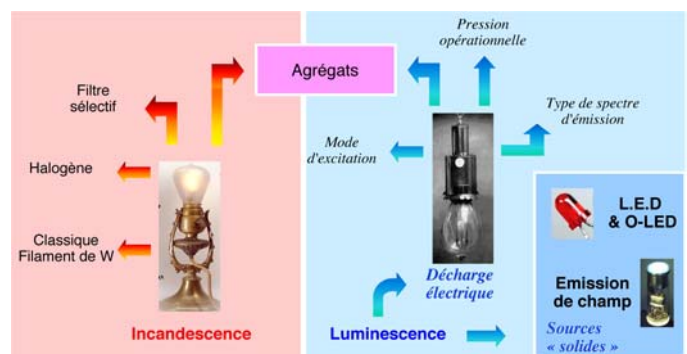 Pression
opérationnelle
Agrégats
Filtre
sélectif
Type de spectre
d'émission
Mode
d'excitation
Halogène
L.E.D
& O-LED
Classique
Filament de W
Décharge
électrique
Emission
de champ
Incandescence
Luminescence
Sources
« solides »